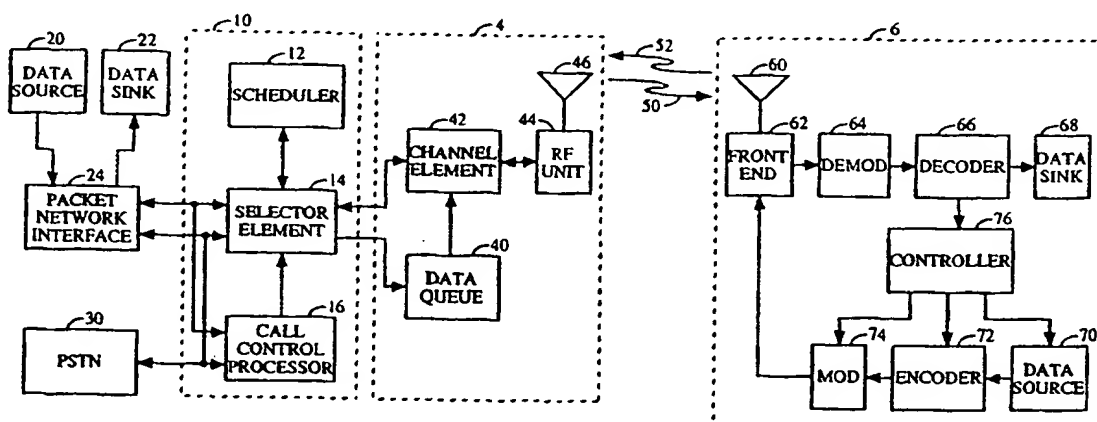 10
4
6
20
DATA
SOURCE
22
DATA
SINK
12
SCHEDULER
46
52
50
60
42
CHANNEL
ELEMENT
44
RF
UNIT
62
FRONT
END
64
DEMOD
66
DECODER
68
DATA
SINK
24
PACKET
NETWORK
INTERFACE
14
SELECTOR
ELEMENT
40
DATA
QUEUE
76
CONTROLLER
30
PSTN
16
CALL
CONTROL
PROCESSOR
74
MOD
72
ENCODER
70
DATA
SOURCE